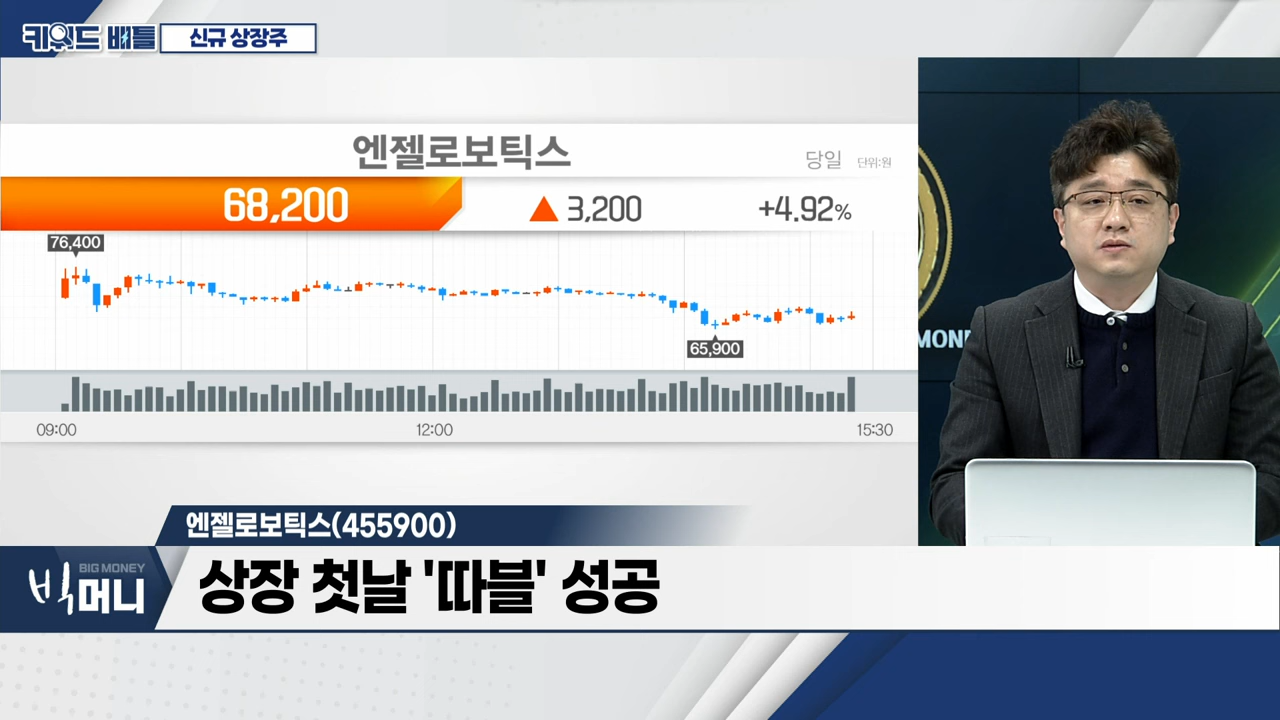 키워드 배틀
신규 상장주
엔젤로보틱스
당일 단위:원
68,200 ▲ 3,200 +4.92%
76,400
65,900
09:00 12:00 15:30
MON
엔젤로보틱스(455900)
BIG MONEY
빅머니
상장 첫날 '따블' 성공